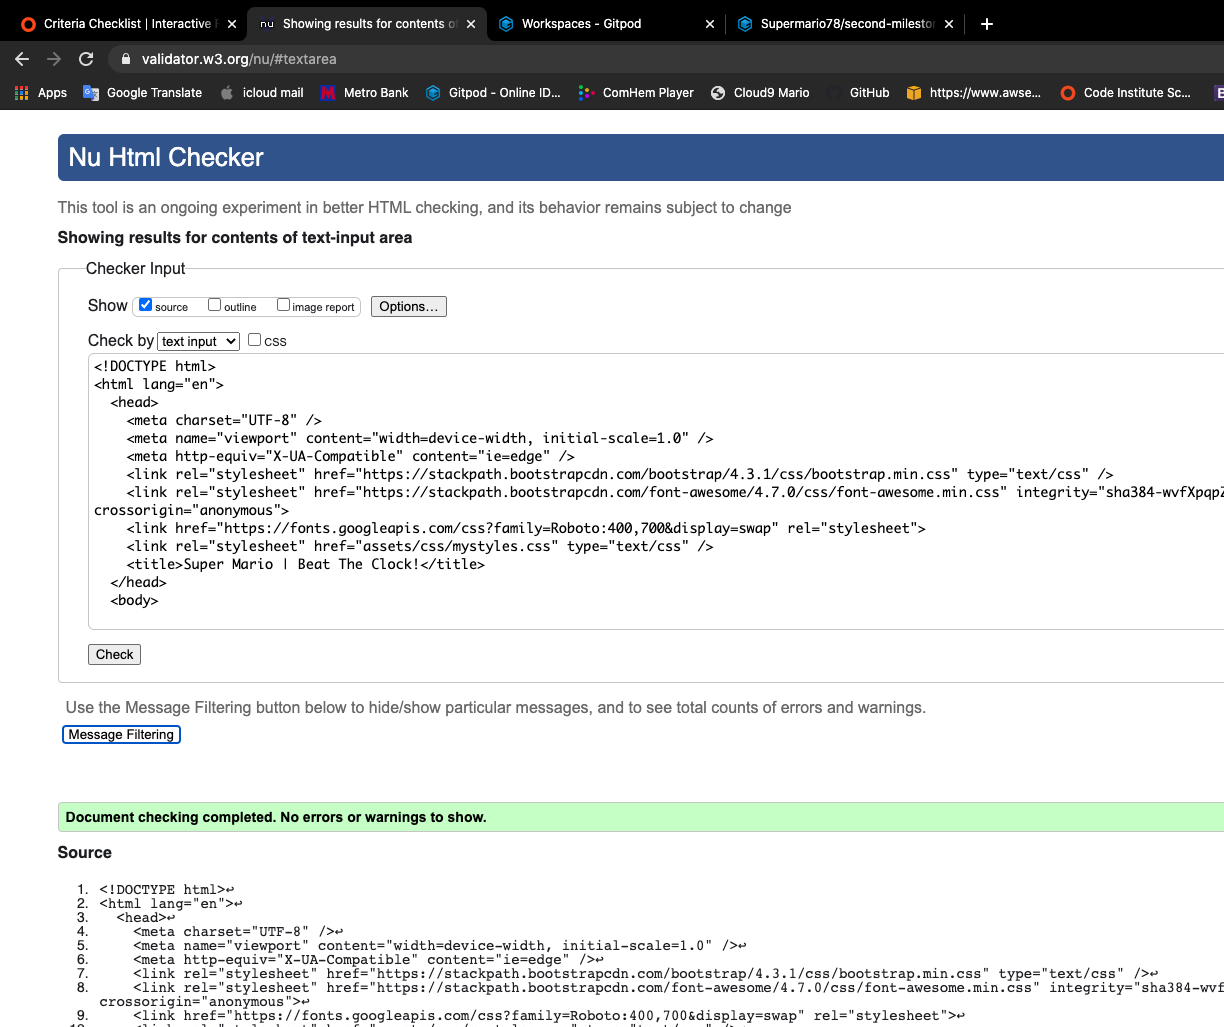 Criteria Checklist | Interactive
Showing results for contents of
Workspaces - Gitpod
Supermario78/second-milesto
validator.w3.org/nu/#textarea
Apps
Google Translate
icloud mail
Metro Bank
Gitpod - Online ID...
ComHem Player
Cloud9 Mario
GitHub
https://www.awse...
Code Institute Sc...
Nu Html Checker
This tool is an ongoing experiment in better HTML checking, and its behavior remains subject to change
Showing results for contents of text-input area
Checker Input
Show source outline image report Options...
Check by text input css
<!DOCTYPE html>
<html lang="en">
<head>
<meta charset="UTF-8" />
<meta name="viewport" content="width=device-width, initial-scale=1.0" />
<meta http-equiv="X-UA-Compatible" content="ie=edge" />
<link rel="stylesheet" href="https://stackpath.bootstrapcdn.com/bootstrap/4.3.1/css/bootstrap.min.css" type="text/css" />
<link rel="stylesheet" href="https://stackpath.bootstrapcdn.com/font-awesome/4.7.0/css/font-awesome.min.css" integrity="sha384-wvfXpqpZ
crossorigin="anonymous">
<link href="https://fonts.googleapis.com/css?family=Roboto:400,700&display=swap" rel="stylesheet">
<link rel="stylesheet" href="assets/css/mystyles.css" type="text/css" />
<title>Super Mario | Beat The Clock!</title>
</head>
<body>
Check
Use the Message Filtering button below to hide/show particular messages, and to see total counts of errors and warnings.
Message Filtering
Document checking completed. No errors or warnings to show.
Source
1. <!DOCTYPE html>↩
2. <html lang="en">↩
3. <head>↩
4. <meta charset="UTF-8" />↩
5. <meta name="viewport" content="width=device-width, initial-scale=1.0" />↩
6. <meta http-equiv="X-UA-Compatible" content="ie=edge" />↩
7. <link rel="stylesheet" href="https://stackpath.bootstrapcdn.com/bootstrap/4.3.1/css/bootstrap.min.css" type="text/css" />↩
8. <link rel="stylesheet" href="https://stackpath.bootstrapcdn.com/font-awesome/4.7.0/css/font-awesome.min.css" integrity="sha384-wvf
crossorigin="anonymous">↩
9. <link href="https://fonts.googleapis.com/css?family=Roboto:400,700&display=swap" rel="stylesheet">↩